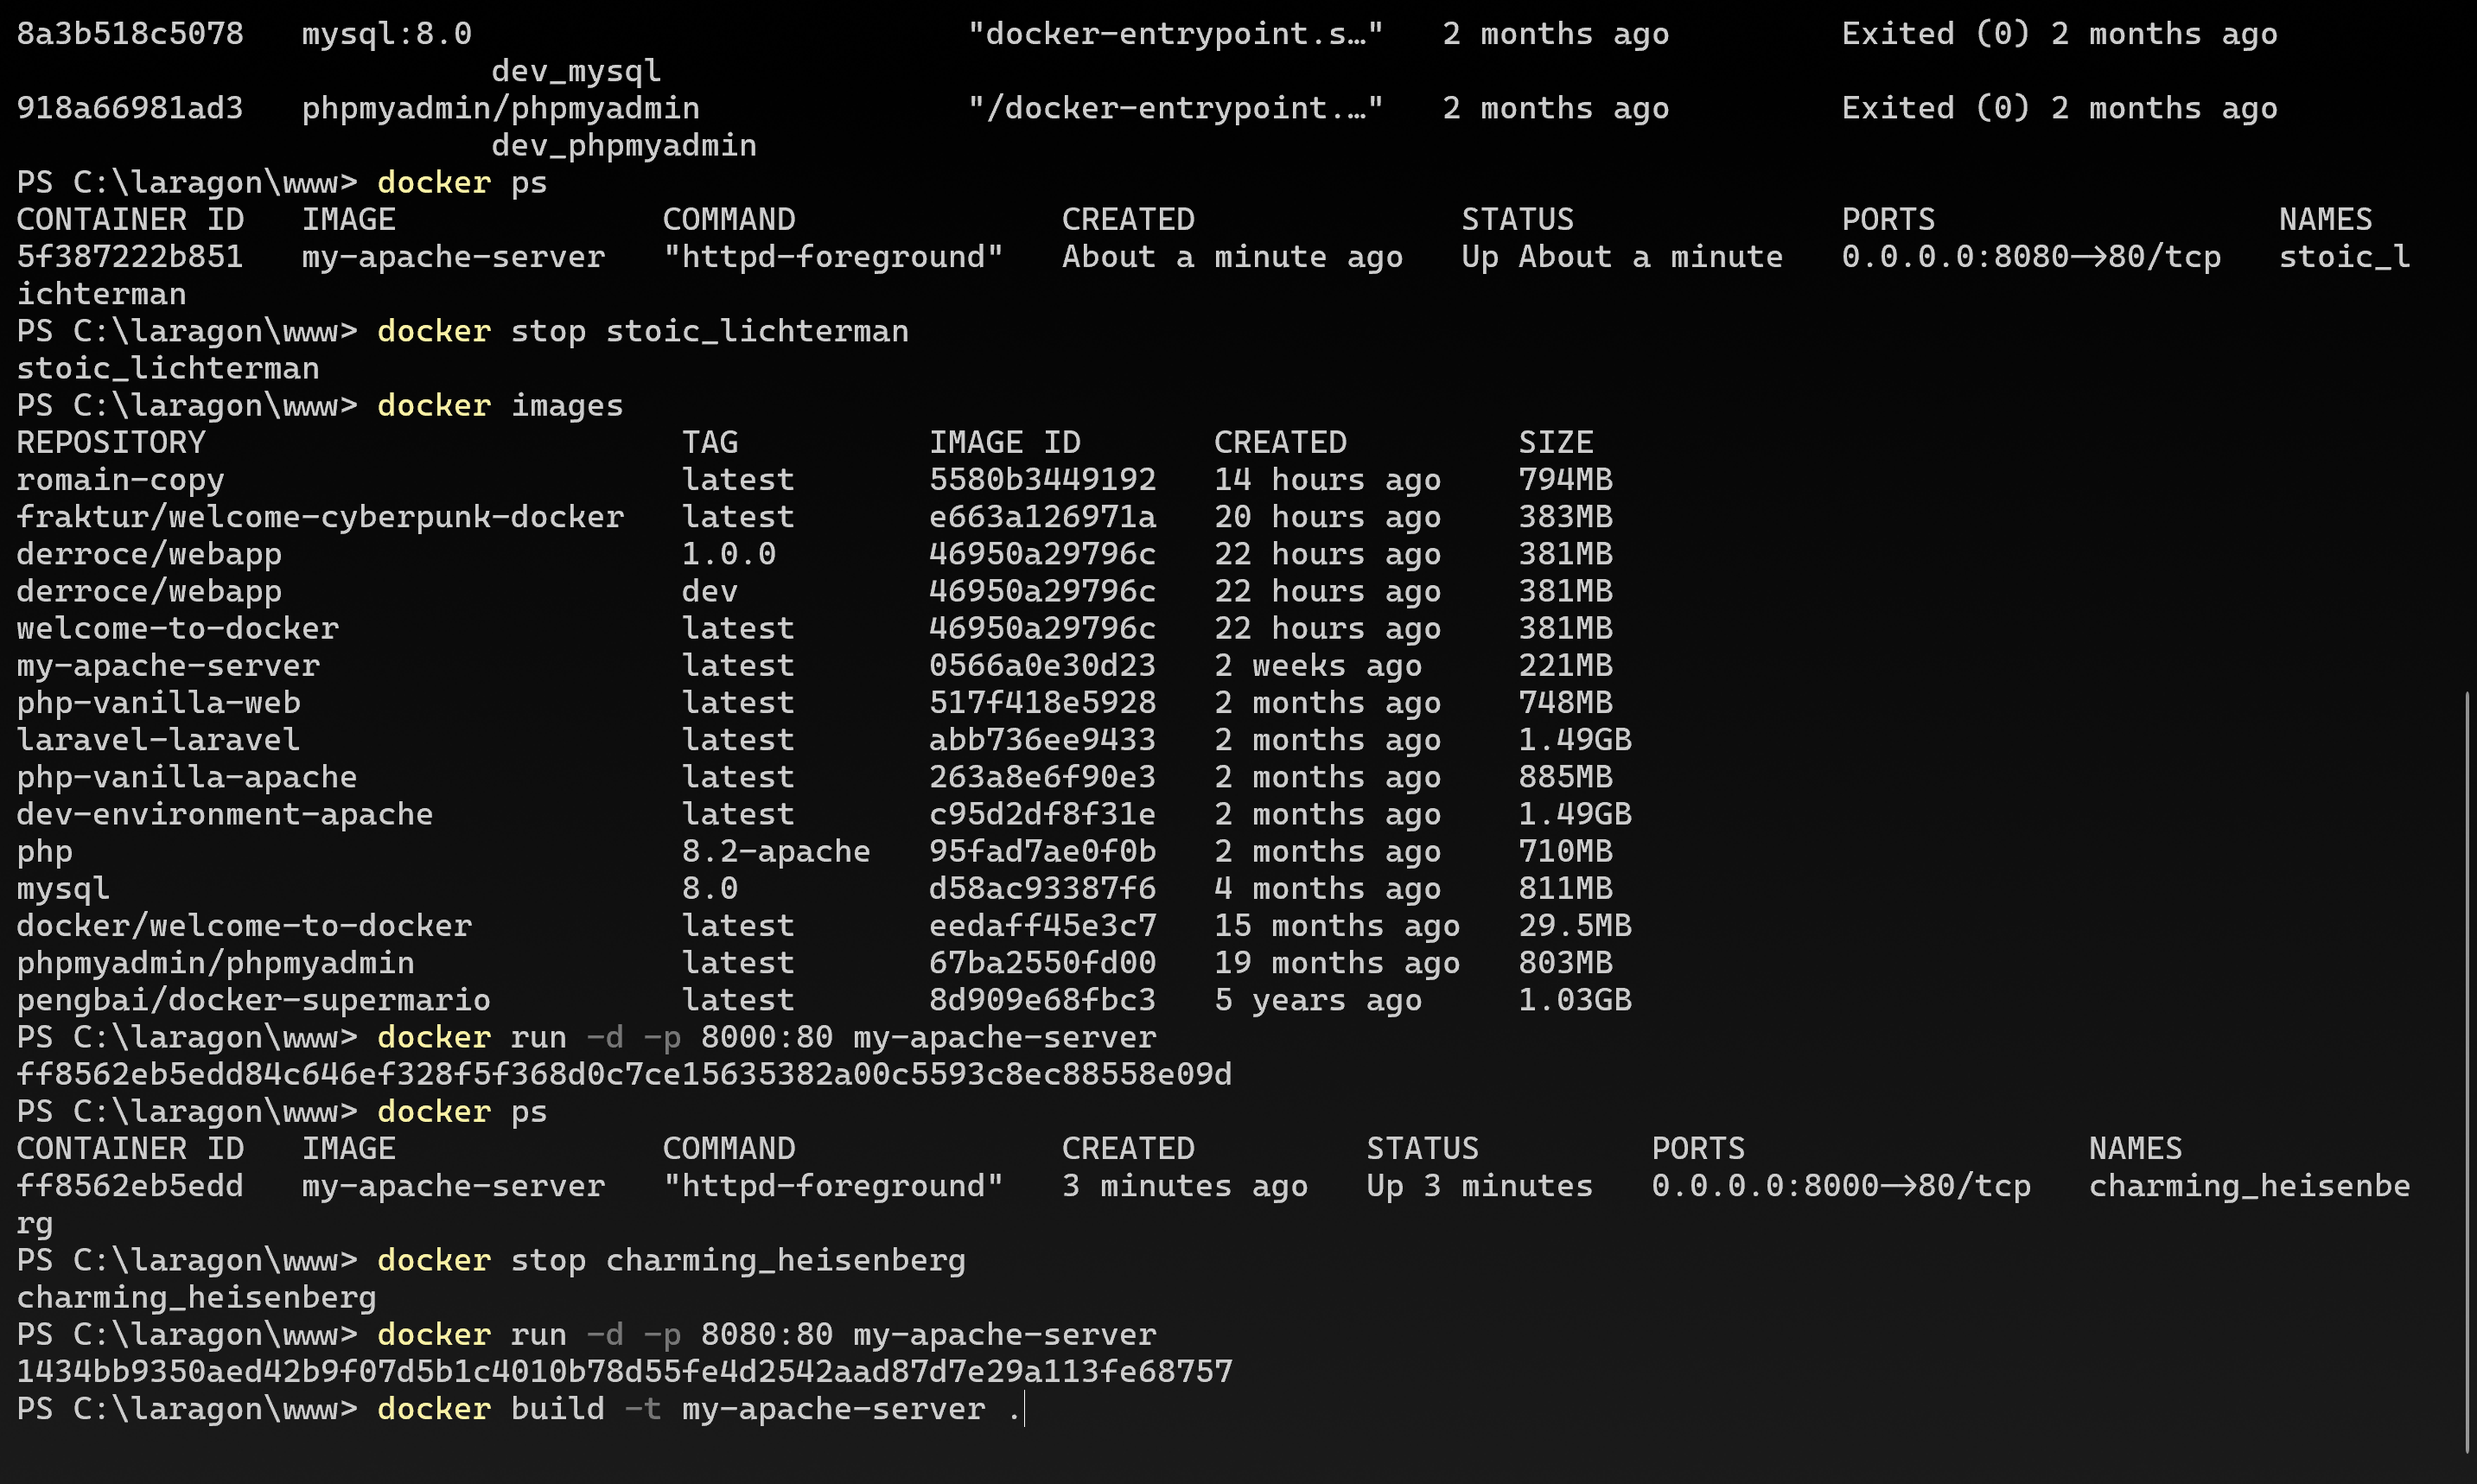 8a3b518c5078   mysql:8.0                          "docker-entrypoint.s…"   2 months ago         Exited (0) 2 months ago
                         dev_mysql
918a66981ad3   phpmyadmin/phpmyadmin              "/docker-entrypoint.…"   2 months ago         Exited (0) 2 months ago
                         dev_phpmyadmin
PS C:\laragon\www> docker ps
CONTAINER ID   IMAGE              COMMAND              CREATED              STATUS              PORTS                  NAMES
5f387222b851   my-apache-server   "httpd-foreground"   About a minute ago   Up About a minute   0.0.0.0:8080->80/tcp   stoic_l
ichterman
PS C:\laragon\www> docker stop stoic_lichterman
stoic_lichterman
PS C:\laragon\www> docker images
REPOSITORY                         TAG          IMAGE ID       CREATED         SIZE
romain-copy                        latest       5580b3449192   14 hours ago    794MB
fraktur/welcome-cyberpunk-docker   latest       e663a126971a   20 hours ago    383MB
derroce/webapp                     1.0.0        46950a29796c   22 hours ago    381MB
derroce/webapp                     dev          46950a29796c   22 hours ago    381MB
welcome-to-docker                  latest       46950a29796c   22 hours ago    381MB
my-apache-server                   latest       0566a0e30d23   2 weeks ago     221MB
php-vanilla-web                    latest       517f418e5928   2 months ago    748MB
laravel-laravel                    latest       abb736ee9433   2 months ago    1.49GB
php-vanilla-apache                 latest       263a8e6f90e3   2 months ago    885MB
dev-environment-apache             latest       c95d2df8f31e   2 months ago    1.49GB
php                                8.2-apache   95fad7ae0f0b   2 months ago    710MB
mysql                              8.0          d58ac93387f6   4 months ago    811MB
docker/welcome-to-docker           latest       eedaff45e3c7   15 months ago   29.5MB
phpmyadmin/phpmyadmin              latest       67ba2550fd00   19 months ago   803MB
pengbai/docker-supermario          latest       8d909e68fbc3   5 years ago     1.03GB
PS C:\laragon\www> docker run -d -p 8000:80 my-apache-server
ff8562eb5edd84c646ef328f5f368d0c7ce15635382a00c5593c8ec88558e09d
PS C:\laragon\www> docker ps
CONTAINER ID   IMAGE              COMMAND              CREATED         STATUS         PORTS                  NAMES
ff8562eb5edd   my-apache-server   "httpd-foreground"   3 minutes ago   Up 3 minutes   0.0.0.0:8000->80/tcp   charming_heisenbe
rg
PS C:\laragon\www> docker stop charming_heisenberg
charming_heisenberg
PS C:\laragon\www> docker run -d -p 8080:80 my-apache-server
1434bb9350aed42b9f07d5b1c4010b78d55fe4d2542aad87d7e29a113fe68757
PS C:\laragon\www> docker build -t my-apache-server .